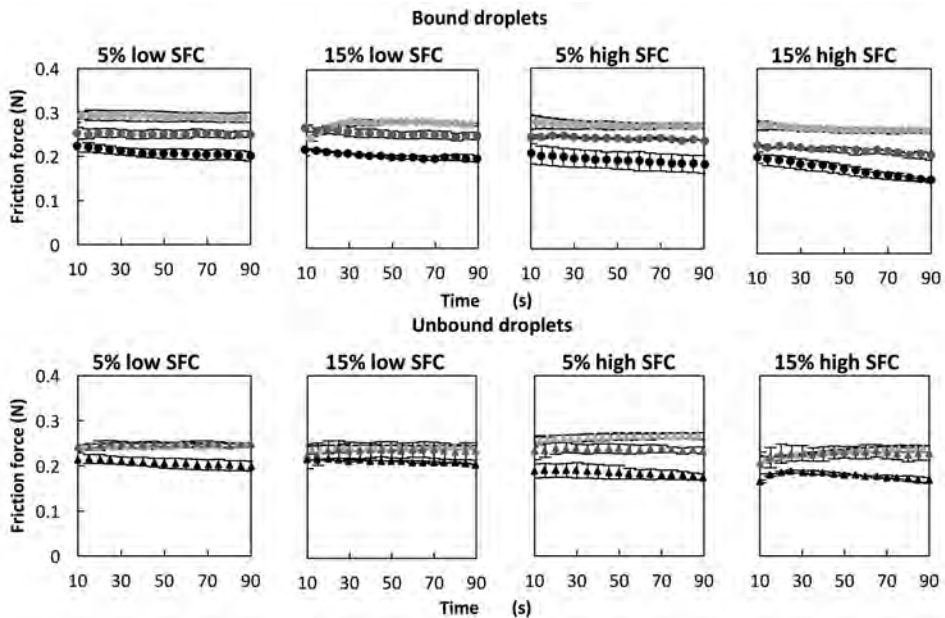 Bound droplets
5% low SFC 15% low SFC 5% high SFC 15% high SFC
Friction force (N)
0.4
0.3
0.2
0.1
0
10 30 50 70 90 10 30 50 70 90 10 30 50 70 90 10 30 50 70 90
Time (s)
Unbound droplets
5% low SFC 15% low SFC 5% high SFC 15% high SFC
Friction force (N)
0.4
0.3
0.2
0.1
0
10 30 50 70 90 10 30 50 70 90 10 30 50 70 90 10 30 50 70 90
Time (s)